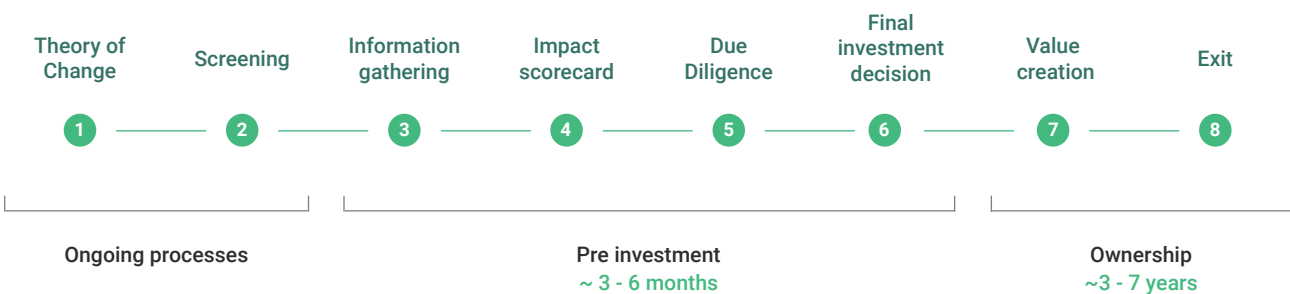 Theory of
Change
Screening
Information
gathering
Impact
scorecard
Due
Diligence
Final
investment
decision
Value
creation
Exit
1
2
3
4
5
6
7
8
Ongoing processes
Pre investment
~ 3 - 6 months
Ownership
~3 - 7 years